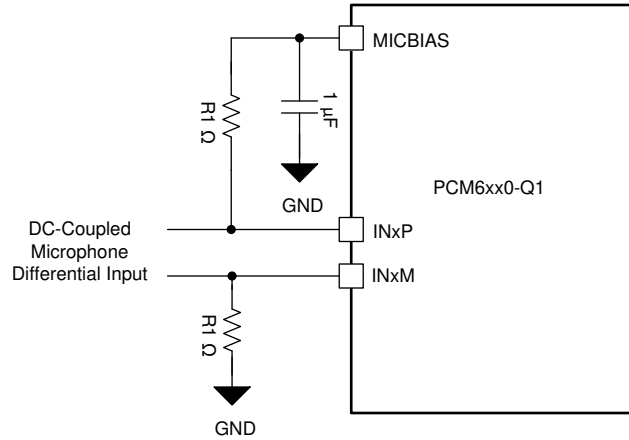 MICBIAS
R1
Ω
1
µF
PCM6xx0-Q1
GND
DC-Coupled
Microphone
Differential Input
INxP
INxM
R1
Ω
GND